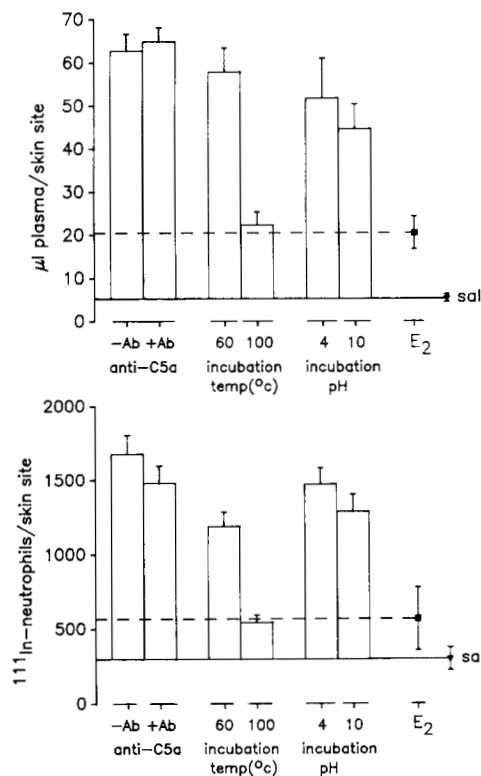 70
60
50
40
30
20
10
0
μl plasma/skin site
sal
−Ab +Ab 60 100 4 10 E2
anti−C5a incubation incubation
temp(°c) pH
2000
1500
1000
500
0
111In−neutrophils/skin site
sa
−Ab +Ab 60 100 4 10 E2
anti−C5a incubation incubation
temp(°c) pH